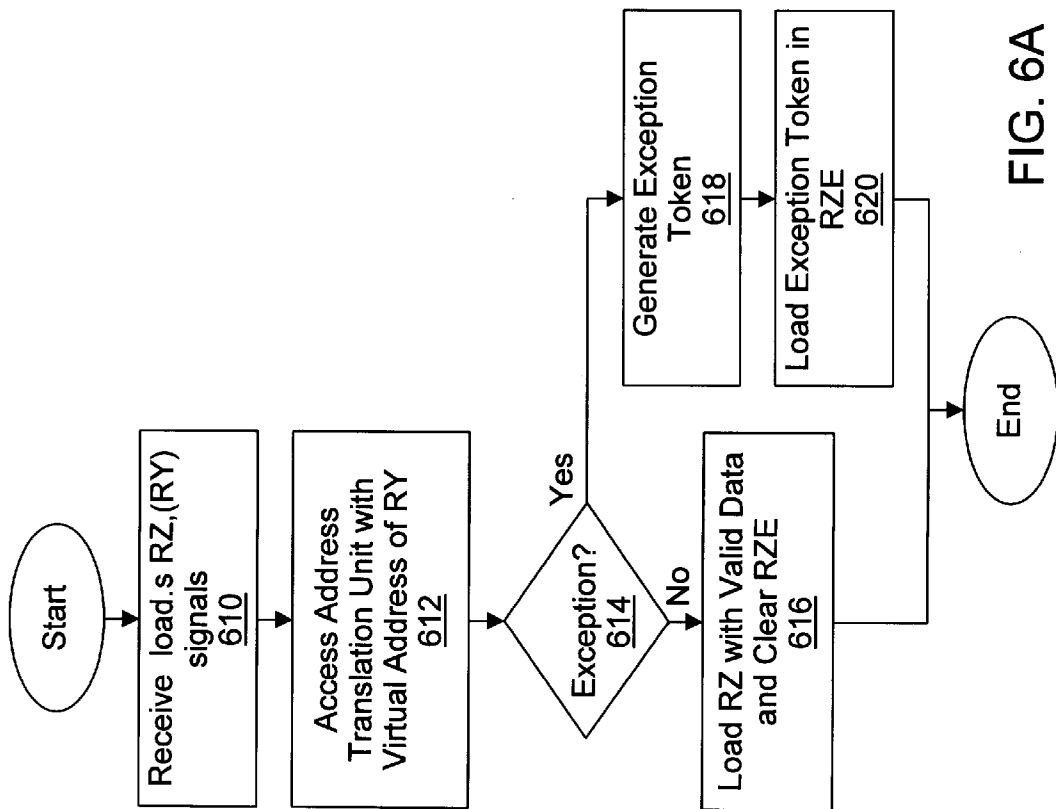 Start
Receive load.s RZ,(RY)
signals
610
Access Address
Translation Unit with
Virtual Address of RY
612
Exception?
614
Yes
No
Load RZ with Valid Data
and Clear RZE
616
Generate Exception
Token
618
Load Exception Token in
RZE
620
End
FIG. 6A